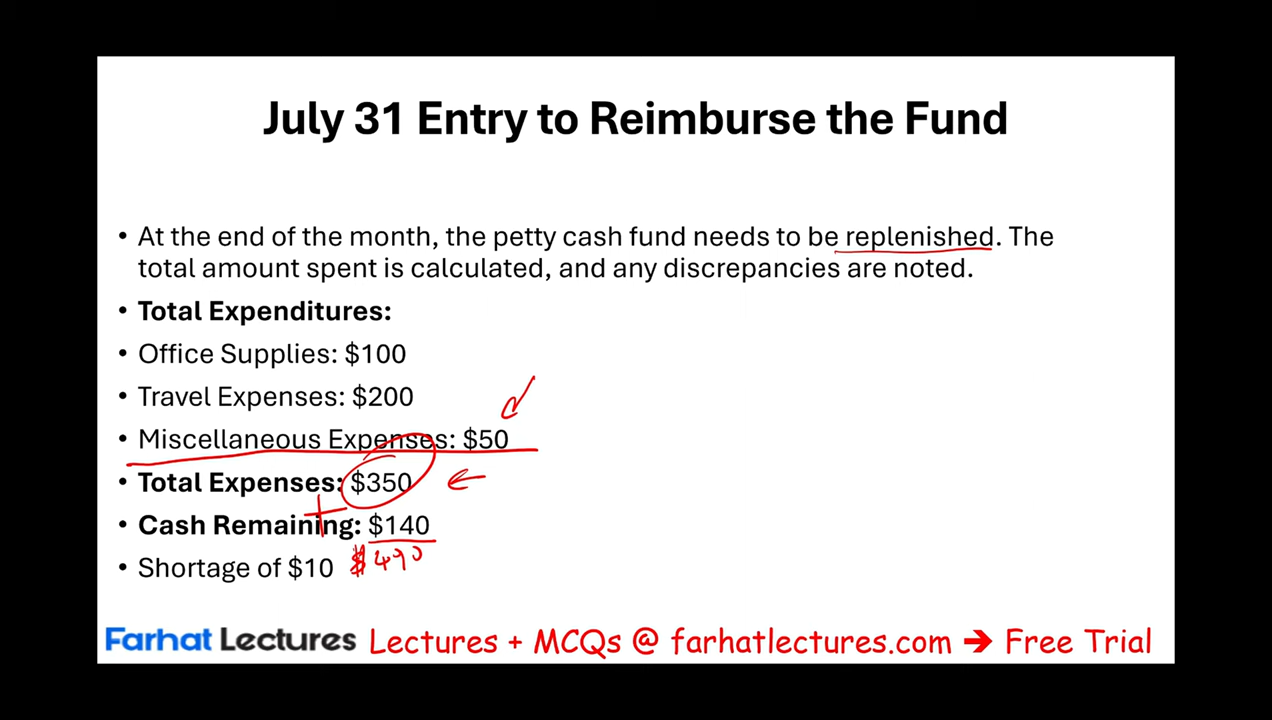 July 31 Entry to Reimburse the Fund
• At the end of the month, the petty cash fund needs to be replenished. The
total amount spent is calculated, and any discrepancies are noted.
• Total Expenditures:
• Office Supplies: $100
• Travel Expenses: $200
• Miscellaneous Expenses: $50
• Total Expenses: $350
• Cash Remaining: $140
$490
• Shortage of $10
Farhat Lectures Lectures + MCQs @ farhatlectures.com ➔ Free Trial